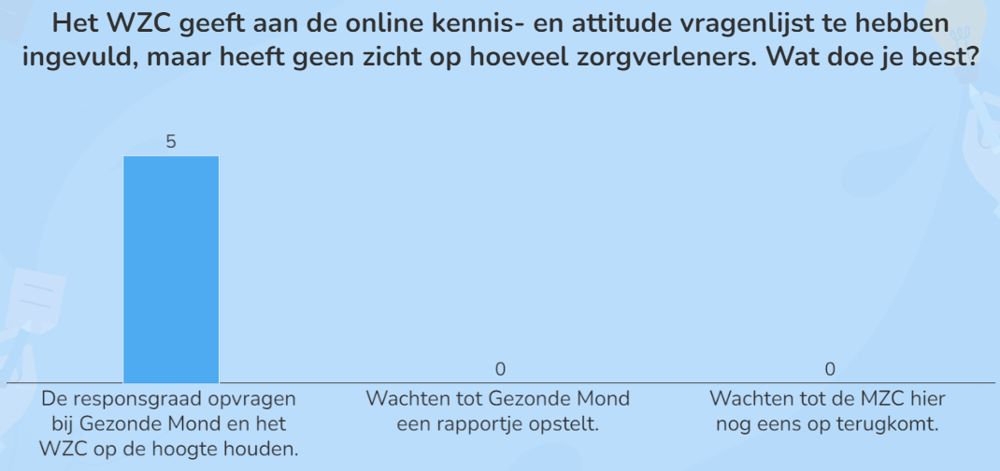 Het WZC geeft aan de online kennis- en attitude vragenlijst te hebben
ingevuld, maar heeft geen zicht op hoeveel zorgverleners. Wat doe je best?
5
0
0
De responsgraad opvragen
bij Gezonde Mond en het
WZC op de hoogte houden.
Wachten tot Gezonde Mond
een rapportje opstelt.
Wachten tot de MZC hier
nog eens op terugkomt.